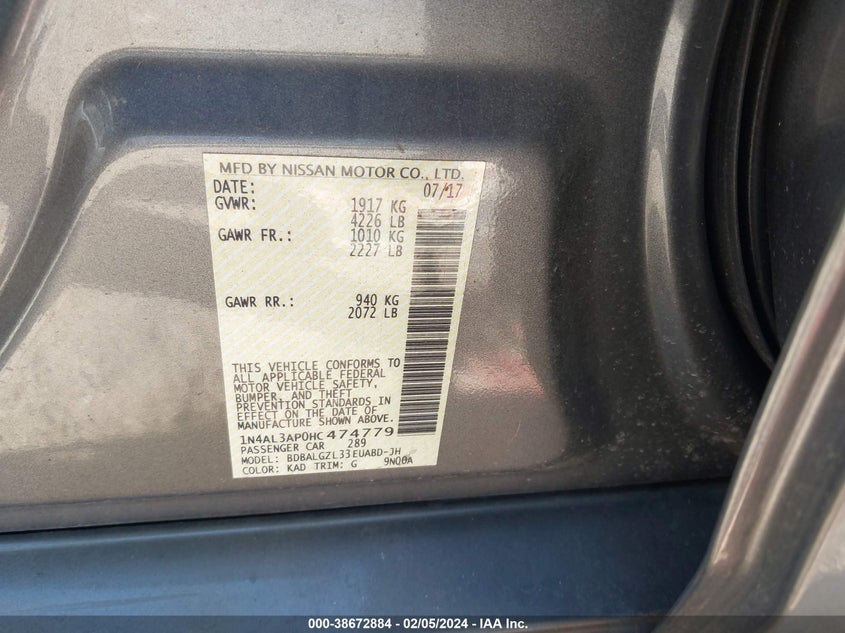 MFD BY NISSAN MOTOR CO., LTD.
DATE: 07/17
GVWR: 1917 KG
4226 LB
GAWR FR.: 1010 KG
2227 LB
GAWR RR.: 940 KG
2072 LB
THIS VEHICLE CONFORMS TO
ALL APPLICABLE FEDERAL
MOTOR VEHICLE SAFETY,
BUMPER, AND THEFT
PREVENTION STANDARDS IN
EFFECT ON THE DATE OF
MANUFACTURE SHOWN ABOVE.
1N4AL3AP0HC474779
PASSENGER CAR 289
MODEL: BDBALGZL33EUABD-JH
COLOR: KAD TRIM: G 9NQ0A
000-38672884 / 02/05/2024 - IAA Inc.